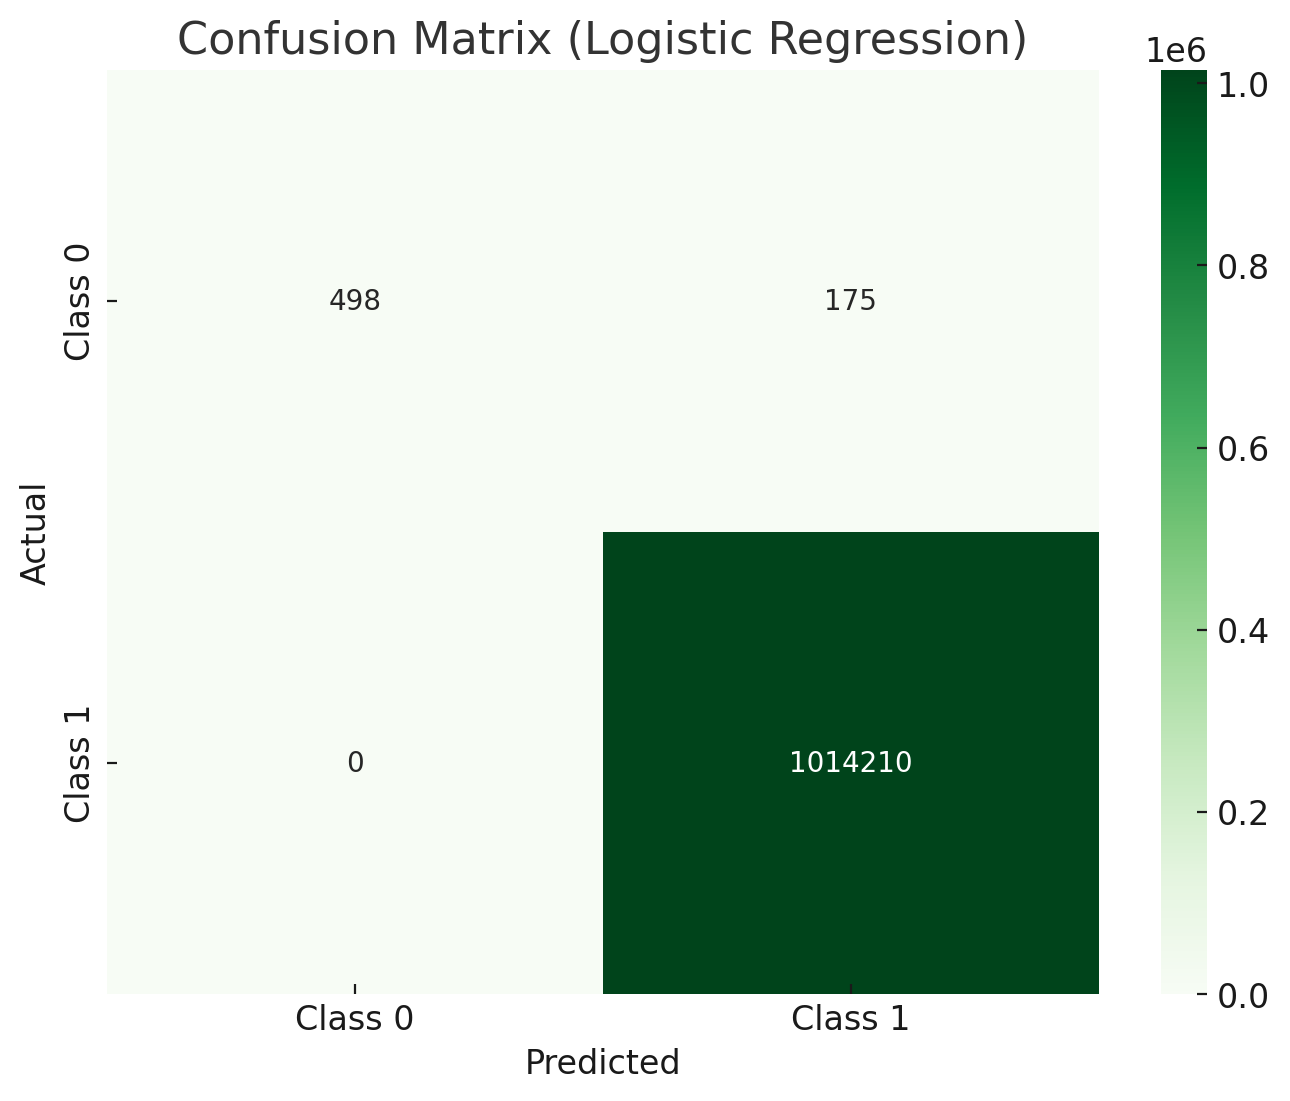 Confusion Matrix (Logistic Regression)
1e6
1.0
0.8
0.6
0.4
0.2
0.0
Actual
Class 0
498
175
Class 1
0
1014210
Class 0
Class 1
Predicted